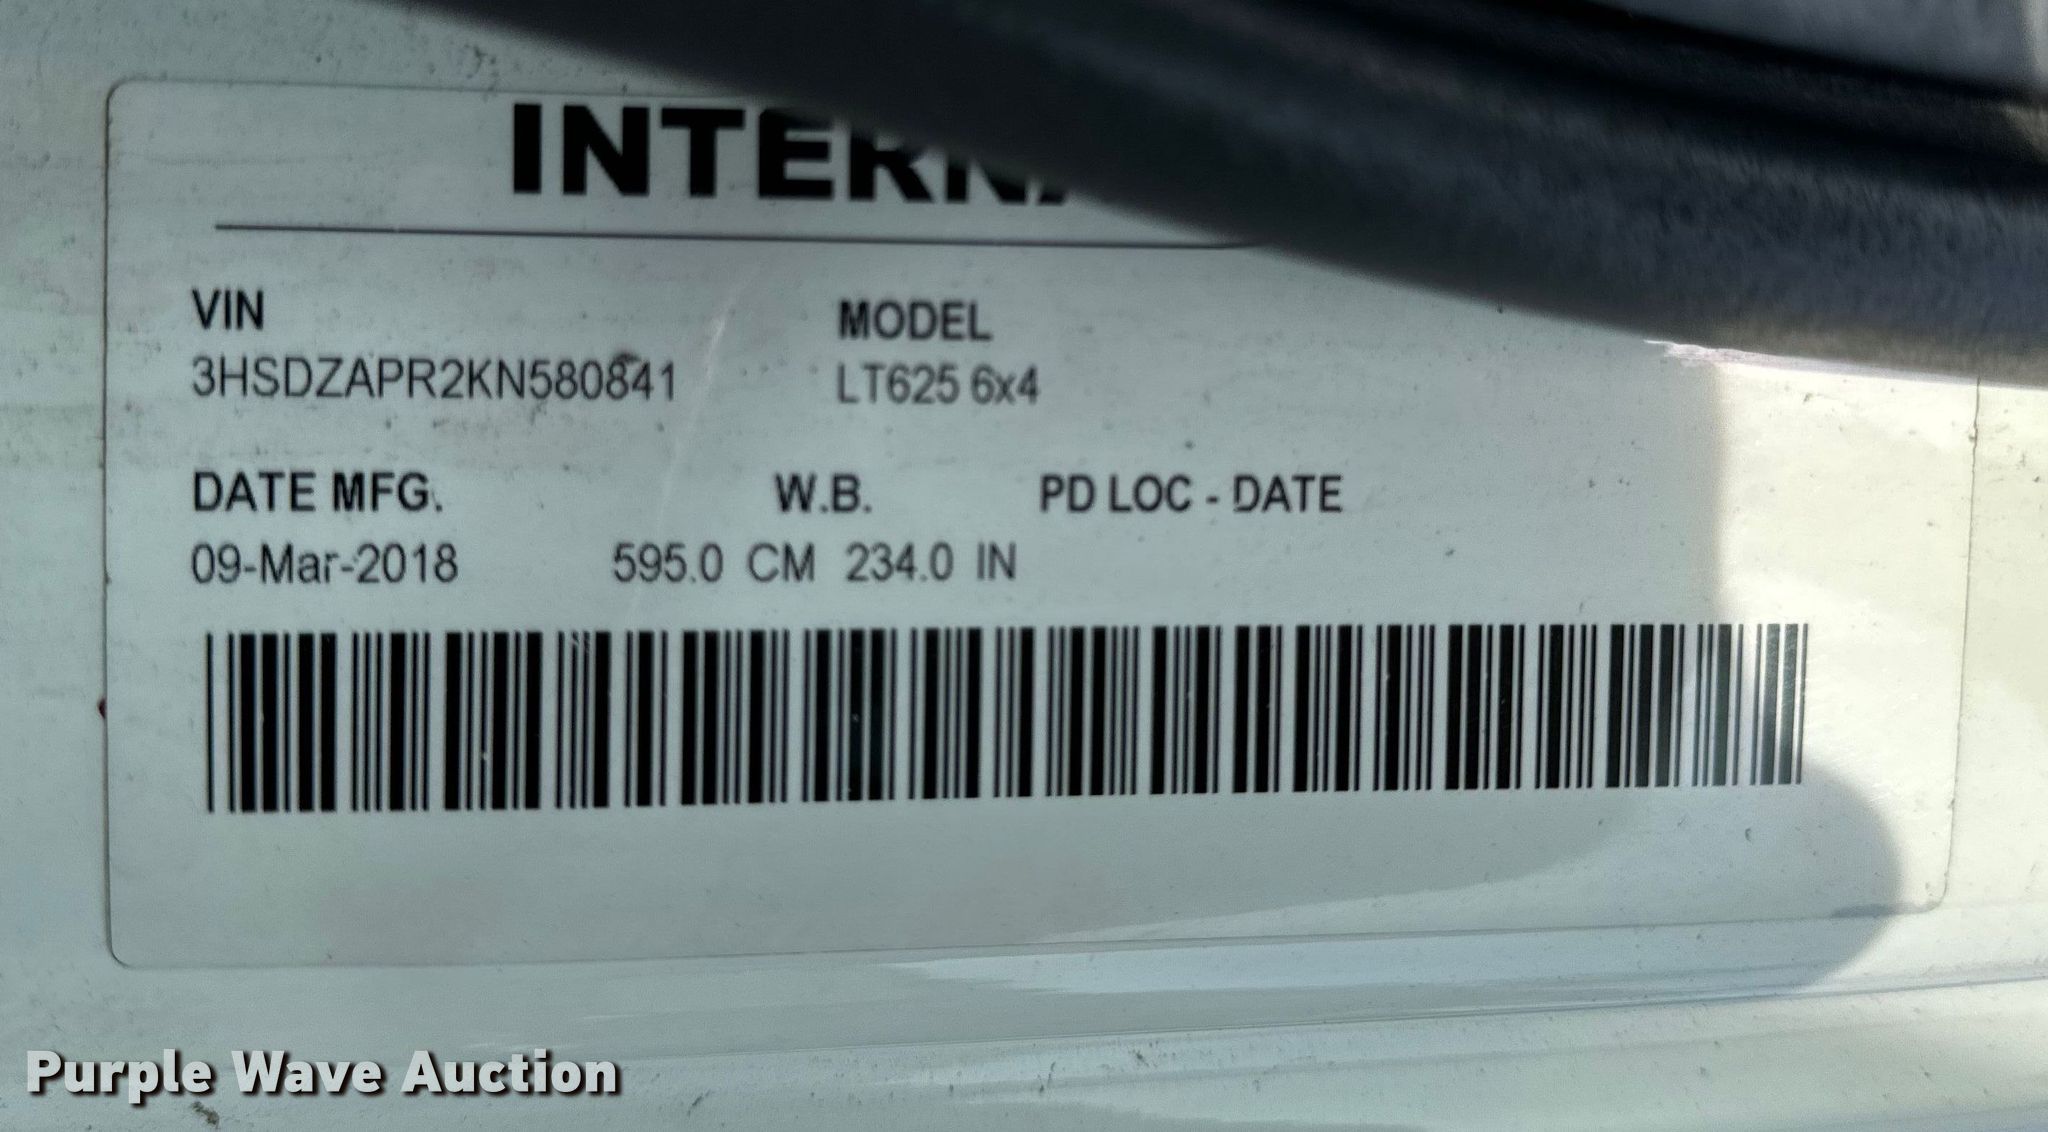 INTERNA
VIN MODEL
3HSDZAPR2KN580841 LT625 6x4
DATE MFG. W.B. PD LOC - DATE
09-Mar-2018 595.0 CM 234.0 IN
Purple Wave Auction